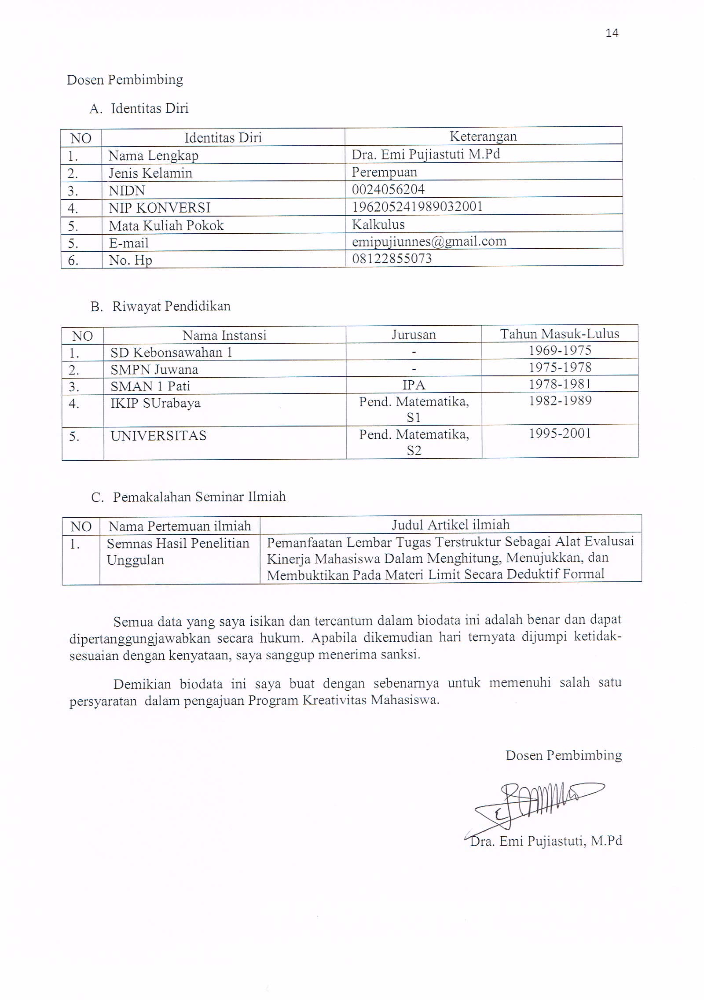 14
Dosen Pembimbing
A. Identitas Diri
NO Identitas Diri Keterangan
1. Nama Lengkap Dra. Emi Pujiastuti M.Pd
2. Jenis Kelamin Perempuan
3. NIDN 0024056204
4. NIP KONVERSI 196205241989032001
5. Mata Kuliah Pokok Kalkulus
5. E-mail emipujiunnes@gmail.com
6. No. Hp 08122855073
B. Riwayat Pendidikan
NO Nama Instansi Jurusan Tahun Masuk-Lulus
1. SD Kebonsawahan 1 - 1969-1975
2. SMPN Juwana - 1975-1978
3. SMAN 1 Pati IPA 1978-1981
4. IKIP SUrabaya Pend. Matematika, 1982-1989
S1
5. UNIVERSITAS Pend. Matematika, 1995-2001
S2
C. Pemakalahan Seminar Ilmiah
NO Nama Pertemuan ilmiah Judul Artikel ilmiah
1. Semnas Hasil Penelitian Pemanfaatan Lembar Tugas Terstruktur Sebagai Alat Evalusai
Unggulan Kinerja Mahasiswa Dalam Menghitung, Menujukkan, dan
Membuktikan Pada Materi Limit Secara Deduktif Formal
Semua data yang saya isikan dan tercantum dalam biodata ini adalah benar dan dapat
dipertanggungjawabkan secara hukum. Apabila dikemudian hari ternyata dijumpi ketidak-
sesuaian dengan kenyataan, saya sanggup menerima sanksi.
Demikian biodata ini saya buat dengan sebenarnya untuk memenuhi salah satu
persyaratan dalam pengajuan Program Kreativitas Mahasiswa.
Dosen Pembimbing
Dra. Emi Pujiastuti, M.Pd